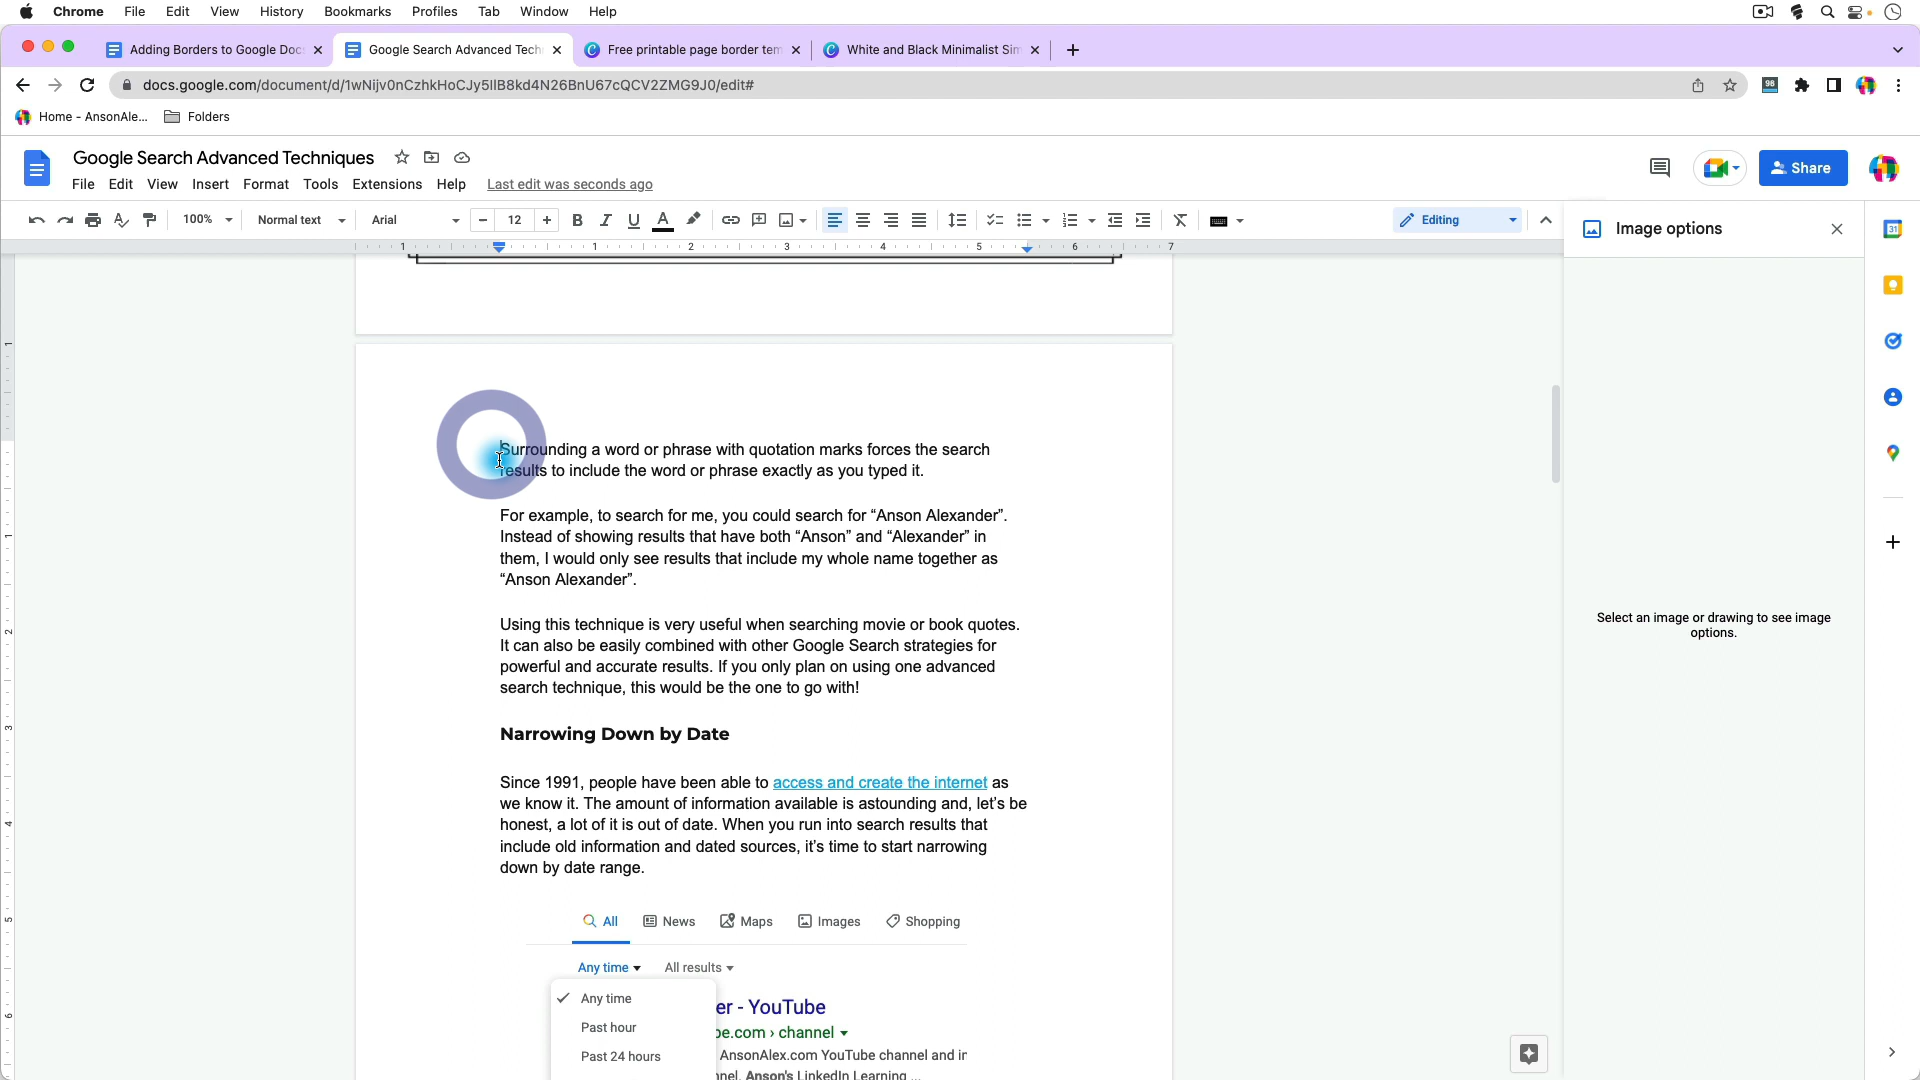 Chrome File Edit View History Bookmarks Profiles Tab Window Help
Adding Borders to Google Doc
Google Search Advanced Tech
Free printable page border tem
White and Black Minimalist Sim
docs.google.com/document/d/1wNijv0nCzhkHoCJy5IlB8kd4N26BnU67cQCV2ZMG9J0/edit#
98
Home - AnsonAle... Folders
Google Search Advanced Techniques
File Edit View Insert Format Tools Extensions Help Last edit was seconds ago
Share
100% Normal text Arial 12 B I U A Editing
1 1 2 3 4 5 6 7
Image options
31
Surrounding a word or phrase with quotation marks forces the search
results to include the word or phrase exactly as you typed it.
For example, to search for me, you could search for “Anson Alexander”.
Instead of showing results that have both “Anson” and “Alexander” in
them, I would only see results that include my whole name together as
“Anson Alexander”.
Using this technique is very useful when searching movie or book quotes.
It can also be easily combined with other Google Search strategies for
powerful and accurate results. If you only plan on using one advanced
search technique, this would be the one to go with!
Narrowing Down by Date
Since 1991, people have been able to access and create the internet as
we know it. The amount of information available is astounding and, let’s be
honest, a lot of it is out of date. When you run into search results that
include old information and dated sources, it’s time to start narrowing
down by date range.
All News Maps Images Shopping
Any time All results
Any time
Past hour
Past 24 hours
er - YouTube
be.com › channel
AnsonAlex.com YouTube channel and ir
nnel. Anson's LinkedIn Learning ...
Select an image or drawing to see image
options.
1
1
2
3
4
5
6